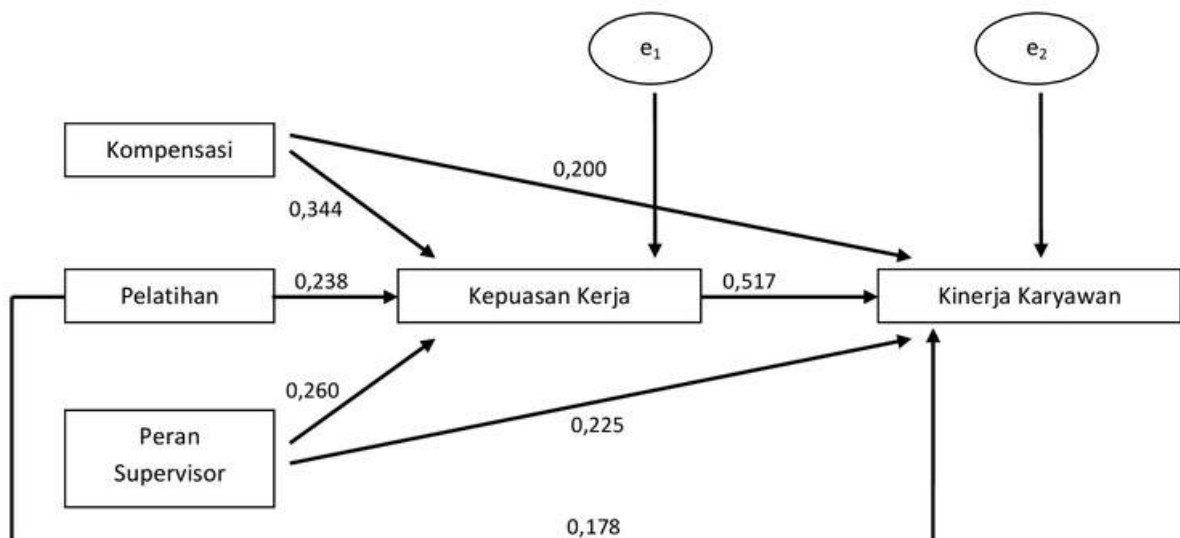 e₁
e₂
Kompensasi
0,200
0,344
Pelatihan
0,238
Kepuasan Kerja
0,517
Kinerja Karyawan
0,260
0,225
Peran
Supervisor
0,178